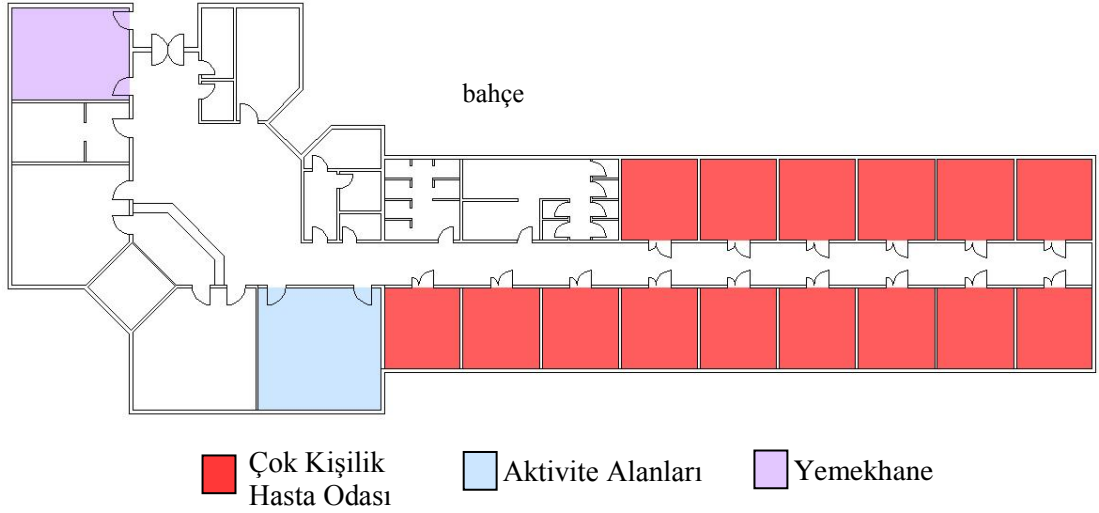 bahçe
Çok Kişilik
Hasta Odası
Aktivite Alanları
Yemekhane